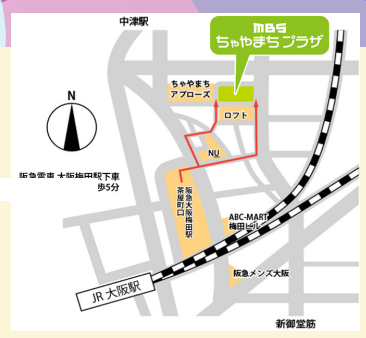 中津駅
MBS
ちゃやまちプラザ
ちゃやまち
アプローズ
N
ロフト
NU
阪急電車 大阪梅田駅下車
歩5分
阪急大阪梅田駅
茶屋町口
ABC-MART
梅田ビル
阪急メンズ大阪
JR 大阪駅
新御堂筋